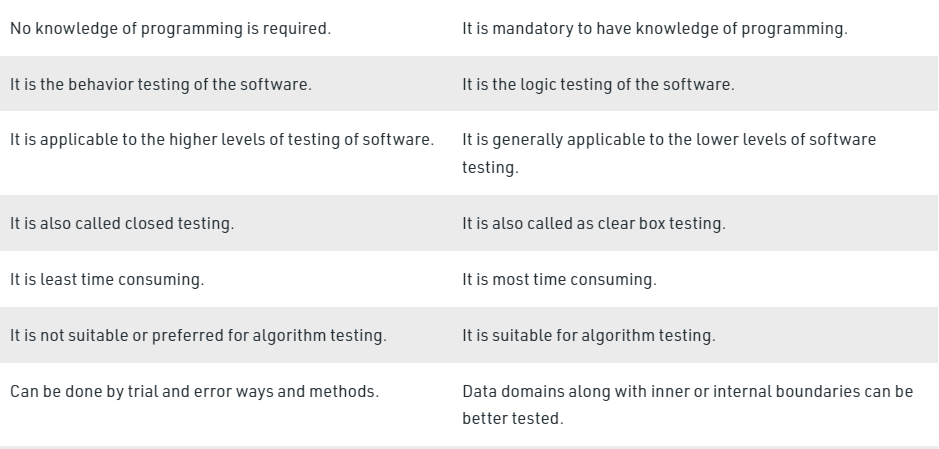 No knowledge of programming is required.
It is mandatory to have knowledge of programming.
It is the behavior testing of the software.
It is the logic testing of the software.
It is applicable to the higher levels of testing of software.
It is generally applicable to the lower levels of software
testing.
It is also called closed testing.
It is also called as clear box testing.
It is least time consuming.
It is most time consuming.
It is not suitable or preferred for algorithm testing.
It is suitable for algorithm testing.
Can be done by trial and error ways and methods.
Data domains along with inner or internal boundaries can be
better tested.